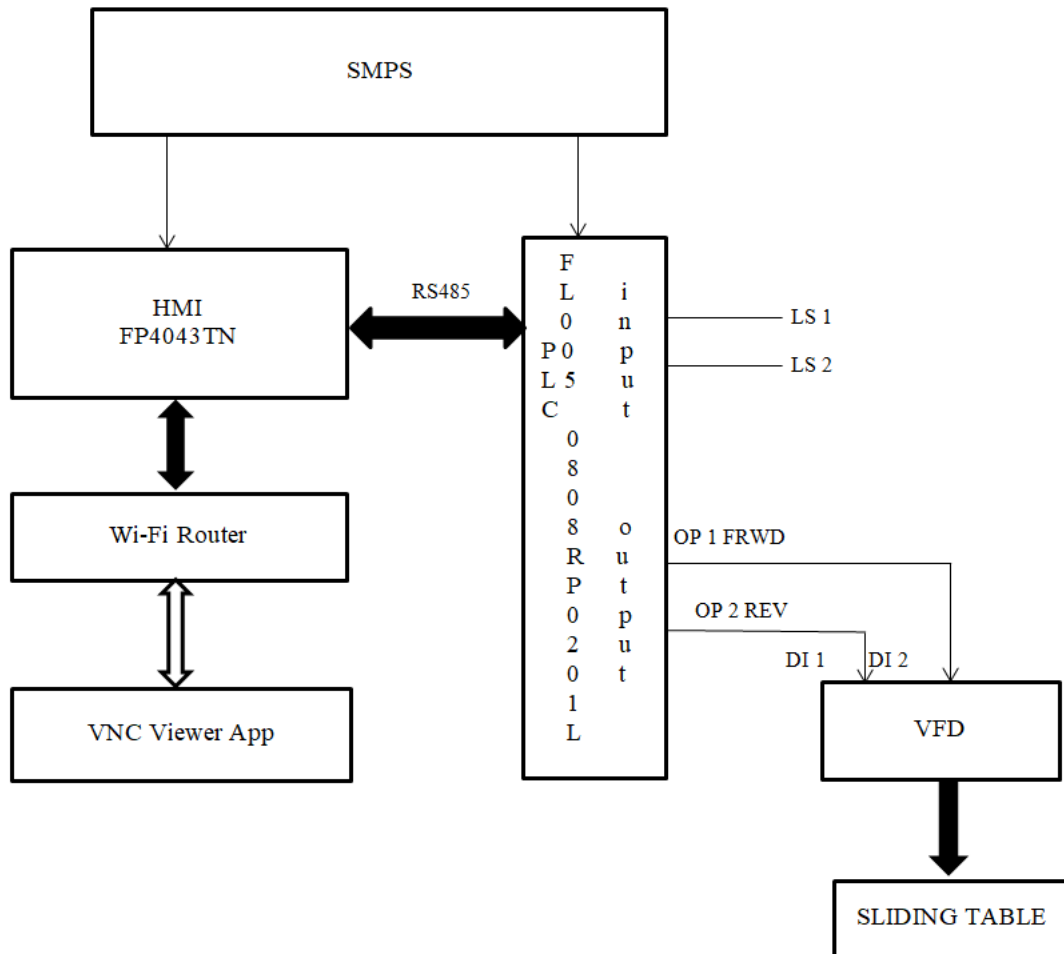 SMPS
HMI
FP4043TN
RS485
PLC
FL005
0808RP0201L
input
output
LS 1
LS 2
Wi-Fi Router
OP 1 FRWD
OP 2 REV
DI 1
DI 2
VNC Viewer App
VFD
SLIDING TABLE